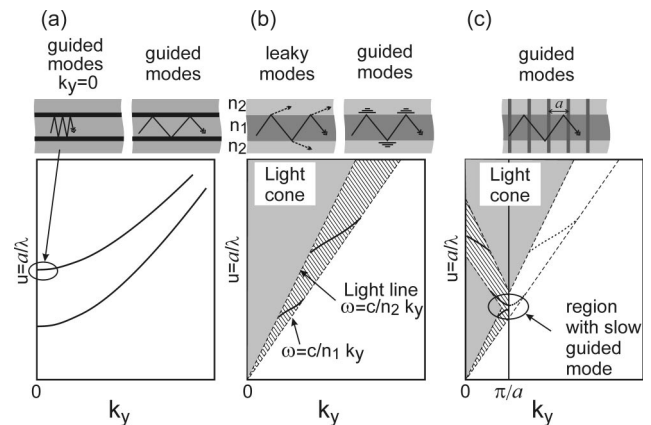 (a)
guided
modes
ky=0
guided
modes
u=a/λ
0
ky
(b)
leaky
modes
guided
modes
n2
n1
n2
Light
cone
Light line
ω=c/n2 ky
ω=c/n1 ky
u=a/λ
0
ky
(c)
guided
modes
a
Light
cone
region
with slow
guided
mode
u=a/λ
0
π/a
ky